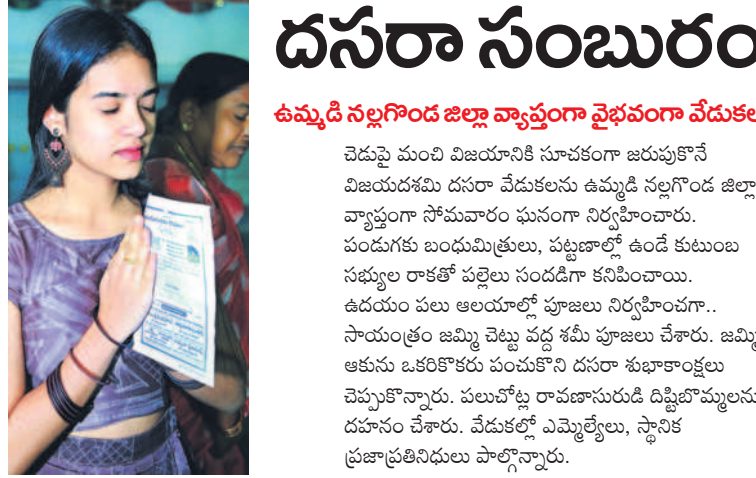 దసరా సంబురం
ఉమ్మడి నల్లగొండ జిల్లా వ్యాప్తంగా వైభవంగా వేడుకల
చెడుపై మంచి విజయానికి సూచకంగా జరుపుకొనే
విజయదశమి దసరా వేడుకలను ఉమ్మడి నల్లగొండ జిల్లా
వ్యాప్తంగా సోమవారం ఘనంగా నిర్వహించారు.
పండుగకు బంధుమిత్రులు, పట్టణాల్లో ఉండే కుటుంబ
సభ్యుల రాకతో పల్లెలు సందడిగా కనిపించాయి.
ఉదయం పలు ఆలయాల్లో పూజలు నిర్వహించగా..
సాయంత్రం జమ్మి చెట్టు వద్ద శమీ పూజలు చేశారు. జమ్మి
ఆకును ఒకరికొకరు పంచుకొని దసరా శుభాకాంక్షలు
చెప్పుకొన్నారు. పలుచోట్ల రావణాసురుడి దిష్టిబొమ్మలను
దహనం చేశారు. వేడుకల్లో ఎమ్మెల్యేలు, స్థానిక
ప్రజాప్రతినిధులు పాల్గొన్నారు.